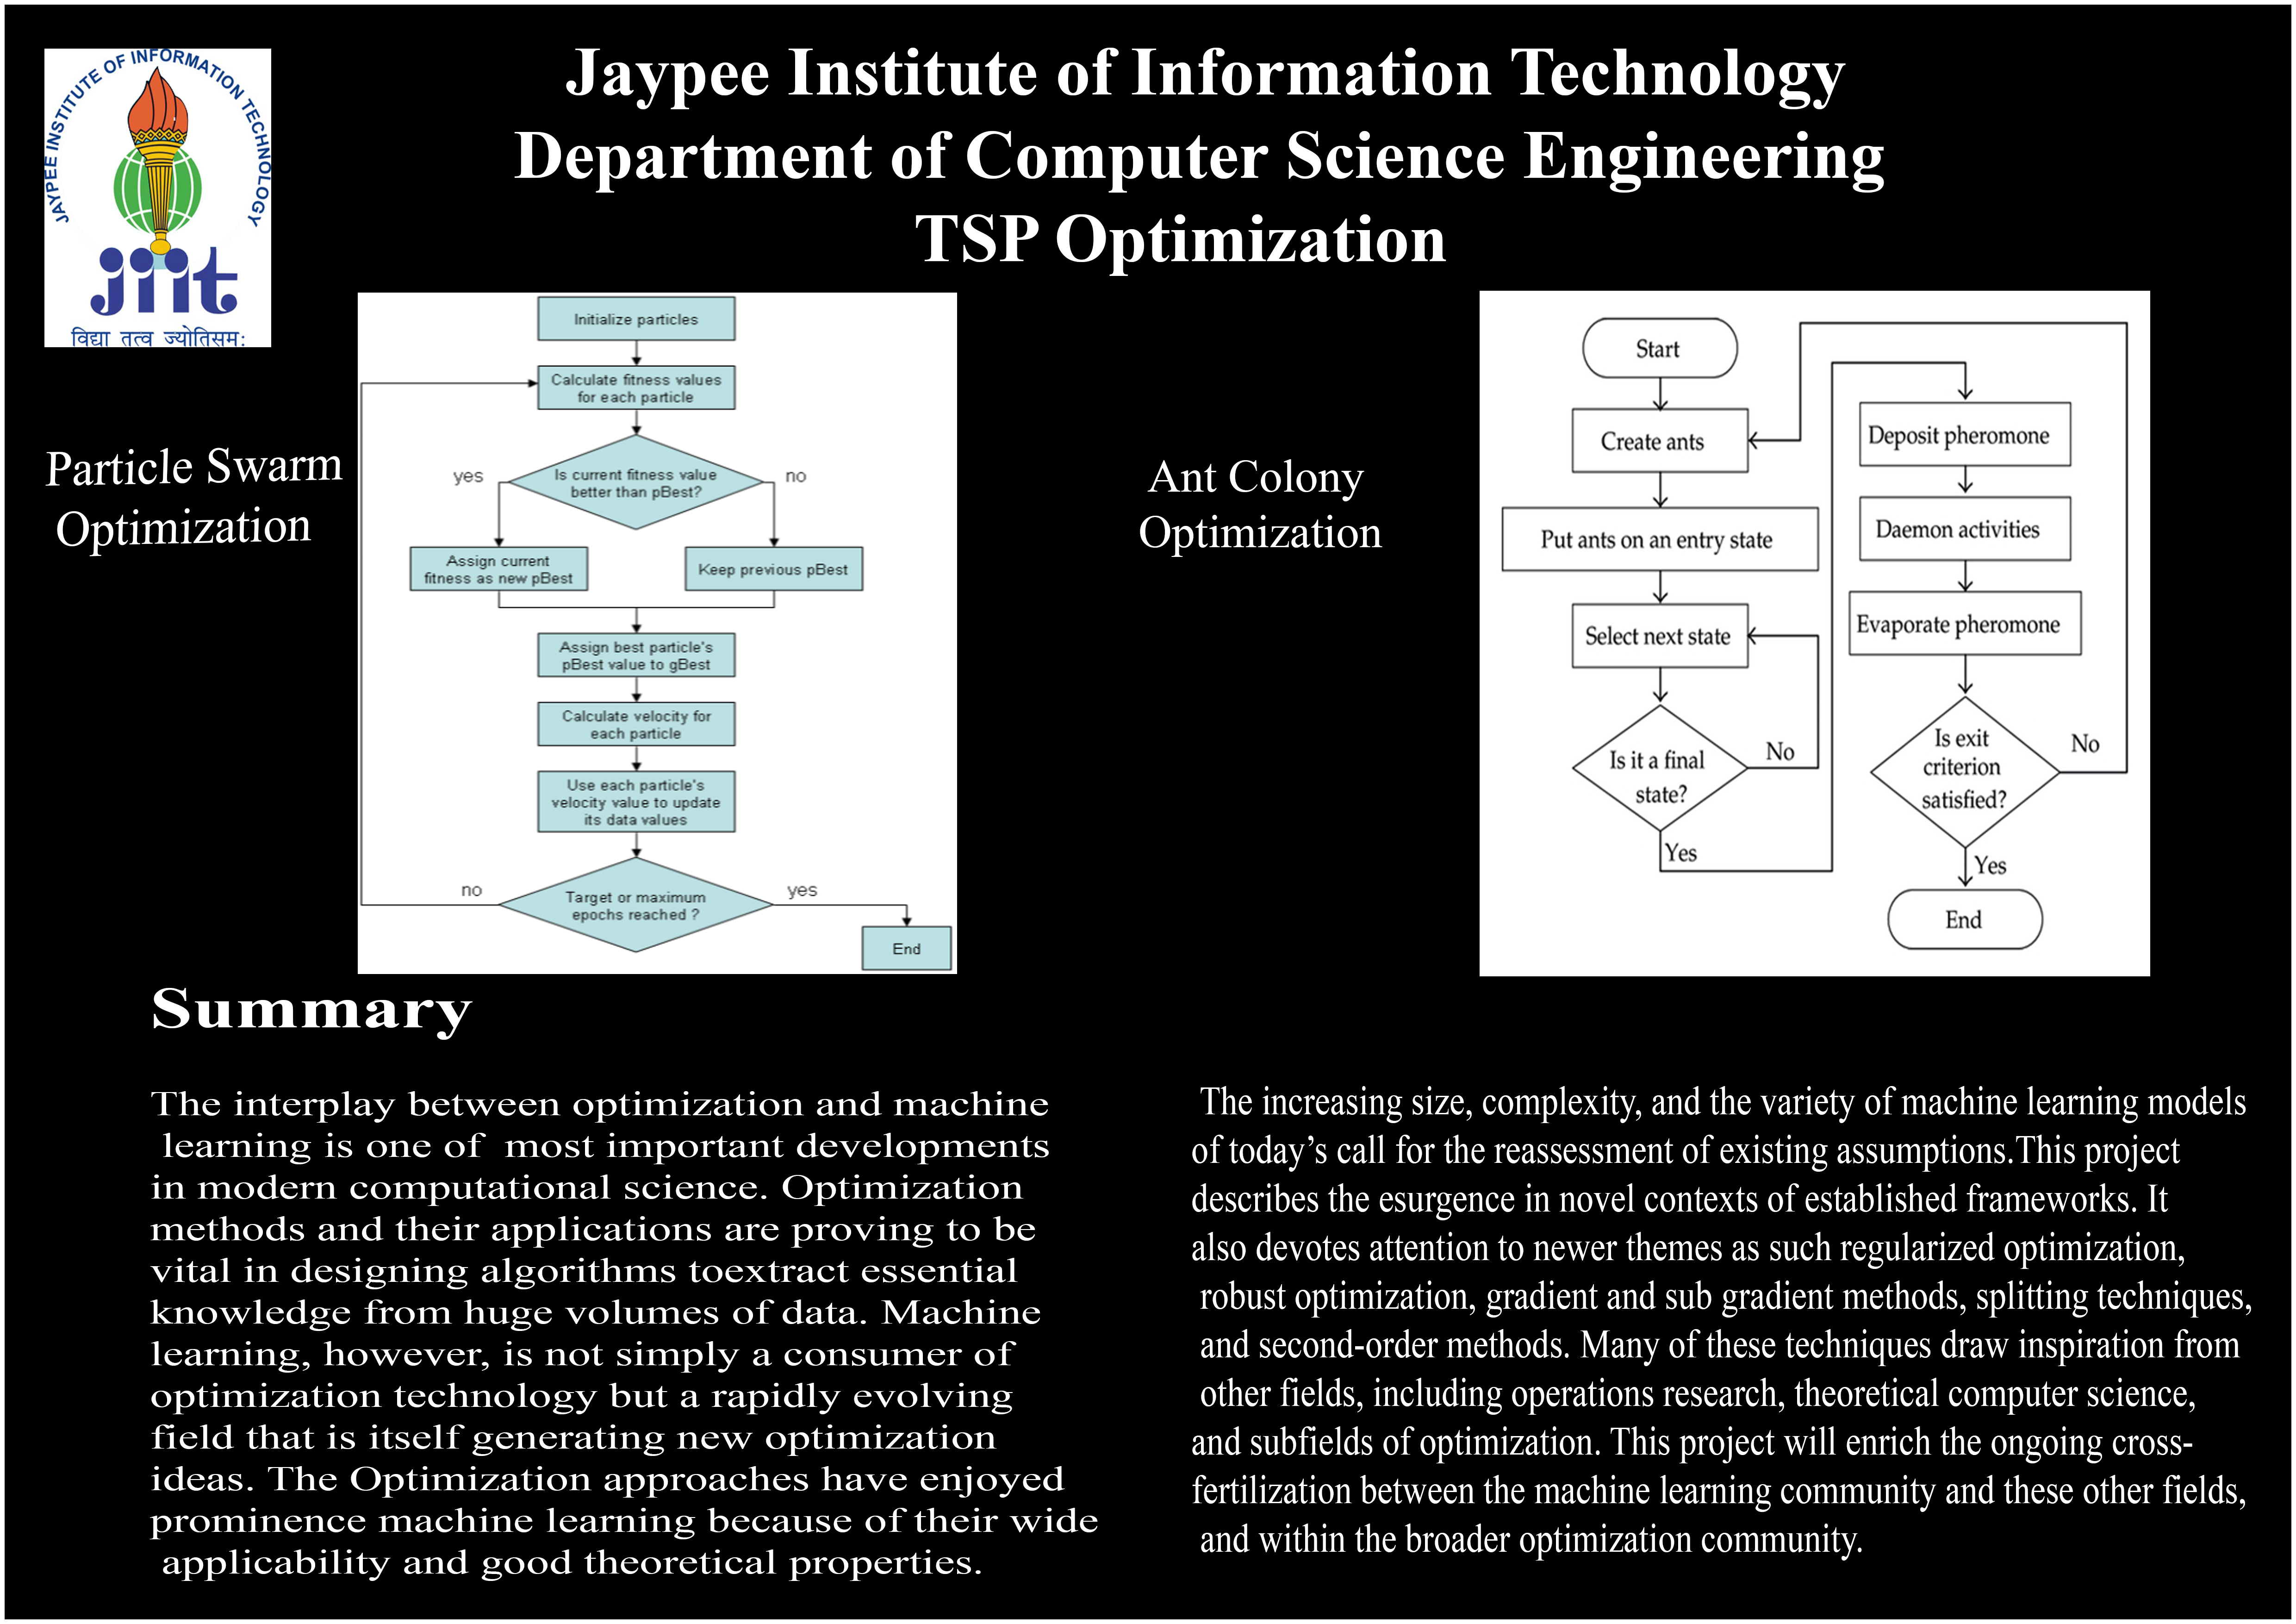 JAYPEE INSTITUTE OF INFORMATION TECHNOLOGY
jiit
विद्या तत्व ज्योतिसमः
Jaypee Institute of Information Technology
Department of Computer Science Engineering
TSP Optimization
Particle Swarm
Optimization
Initialize particles
Calculate fitness values
for each particle
Is current fitness value
better than pBest?
yes
no
Assign current
fitness as new pBest
Keep previous pBest
Assign best particle's
pBest value to gBest
Calculate velocity for
each particle
Use each particle's
velocity value to update
its data values
Target or maximum
epochs reached ?
no
yes
End
Ant Colony
Optimization
Start
Create ants
Put ants on an entry state
Select next state
Is it a final
state?
No
Yes
Deposit pheromone
Daemon activities
Evaporate pheromone
Is exit
criterion
satisfied?
No
Yes
End
Summary
The interplay between optimization and machine
learning is one of most important developments
in modern computational science. Optimization
methods and their applications are proving to be
vital in designing algorithms toextract essential
knowledge from huge volumes of data. Machine
learning, however, is not simply a consumer of
optimization technology but a rapidly evolving
field that is itself generating new optimization
ideas. The Optimization approaches have enjoyed
prominence machine learning because of their wide
applicability and good theoretical properties.
The increasing size, complexity, and the variety of machine learning models
of today’s call for the reassessment of existing assumptions.This project
describes the esurgence in novel contexts of established frameworks. It
also devotes attention to newer themes as such regularized optimization,
robust optimization, gradient and sub gradient methods, splitting techniques,
and second-order methods. Many of these techniques draw inspiration from
other fields, including operations research, theoretical computer science,
and subfields of optimization. This project will enrich the ongoing cross-
fertilization between the machine learning community and these other fields,
and within the broader optimization community.